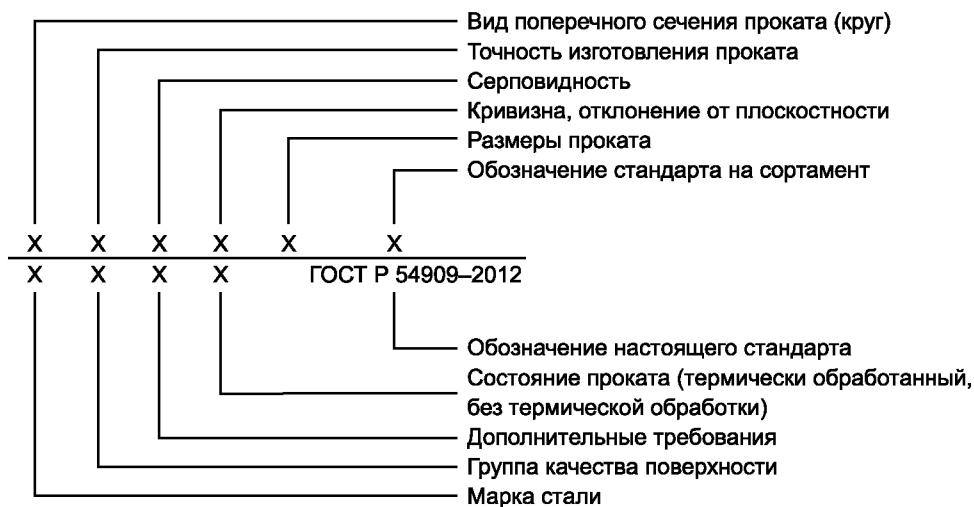 Вид поперечного сечения проката (круг)
Точность изготовления проката
Серповидность
Кривизна, отклонение от плоскостности
Размеры проката
Обозначение стандарта на сортамент
X X X X X X
X X X X ГОСТ Р 54909–2012
Обозначение настоящего стандарта
Состояние проката (термически обработанный,
без термической обработки)
Дополнительные требования
Группа качества поверхности
Марка стали